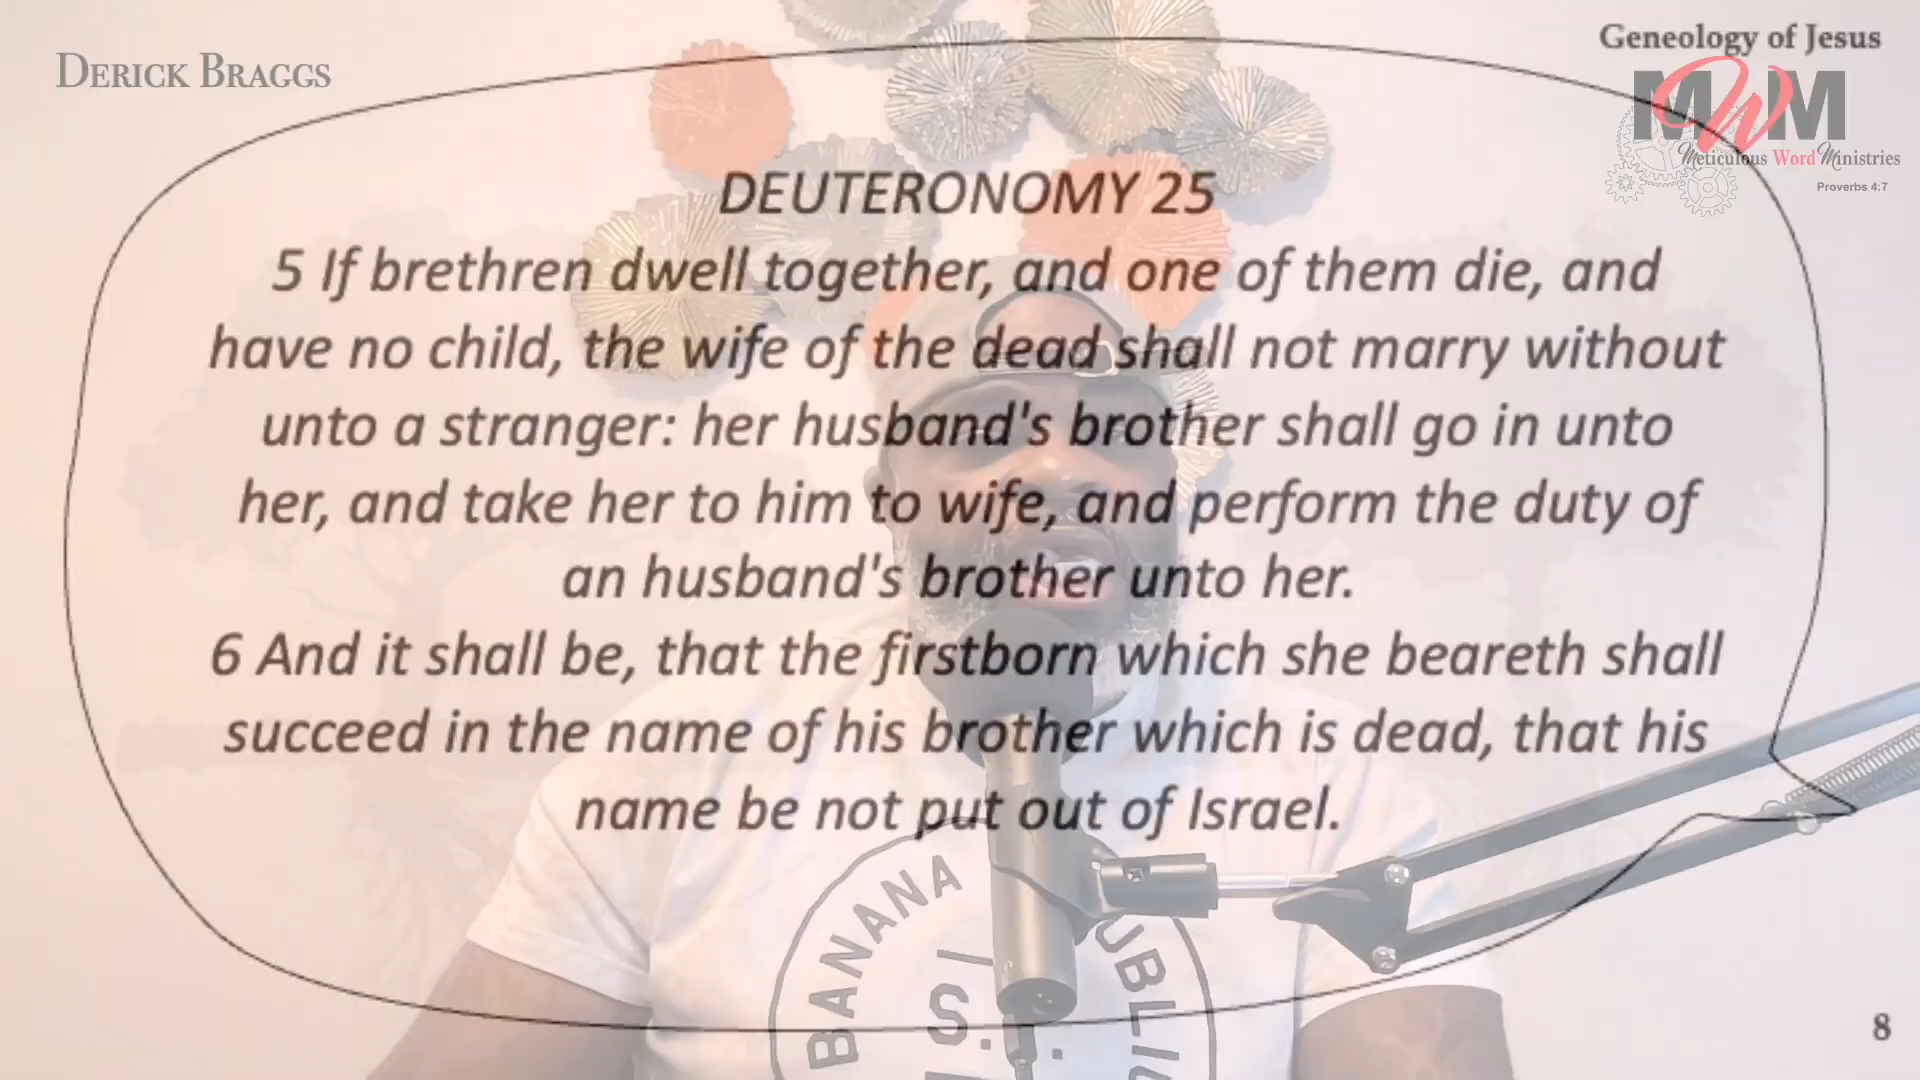 DERICK BRAGGS
Geneology of Jesus
MWM
Meticulous Word Ministries
Proverbs 4:7
DEUTERONOMY 25
5 If brethren dwell together, and one of them die, and
have no child, the wife of the dead shall not marry without
unto a stranger: her husband's brother shall go in unto
her, and take her to him to wife, and perform the duty of
an husband's brother unto her.
6 And it shall be, that the firstborn which she beareth shall
succeed in the name of his brother which is dead, that his
name be not put out of Israel.
BANANA
8